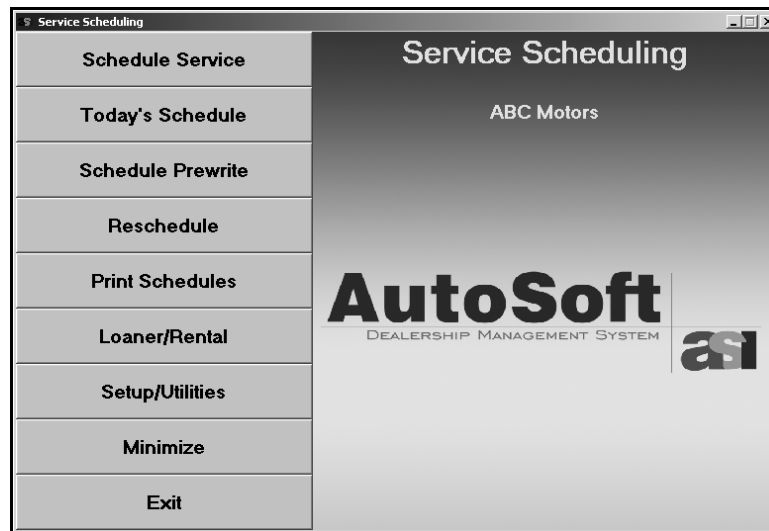 Service Scheduling
Schedule Service
Today's Schedule
Schedule Prewrite
Reschedule
Print Schedules
Loaner/Rental
Setup/Utilities
Minimize
Exit
Service Scheduling
ABC Motors
AutoSoft
DEALERSHIP MANAGEMENT SYSTEM
asi